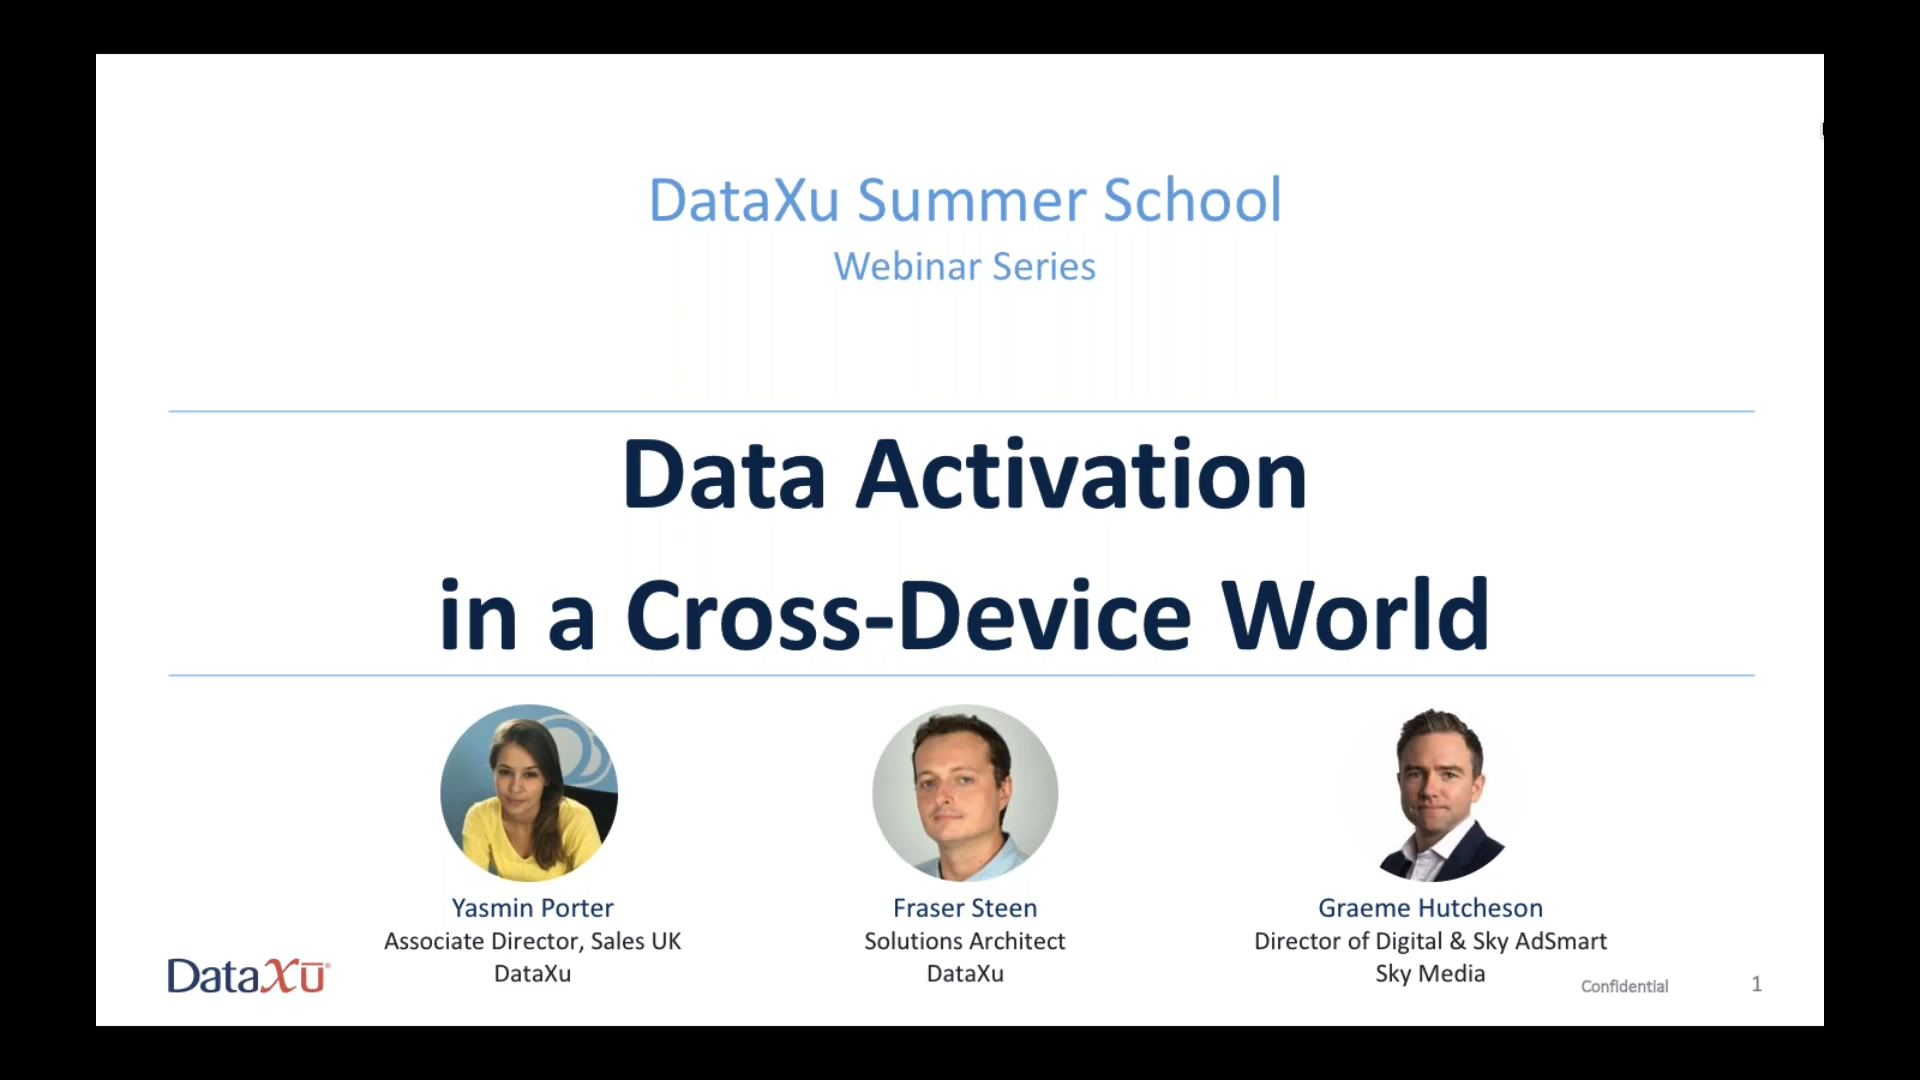 DataXu Summer School
Webinar Series
Data Activation
in a Cross-Device World
Yasmin Porter
Associate Director, Sales UK
DataXu
Fraser Steen
Solutions Architect
DataXu
Graeme Hutcheson
Director of Digital & Sky AdSmart
Sky Media
DataXū®
Confidential
1